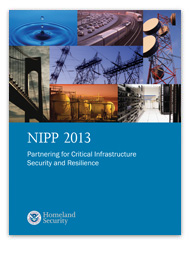 NIPP 2013
Partnering for Critical Infrastructure
Security and Resilience
Homeland
Security